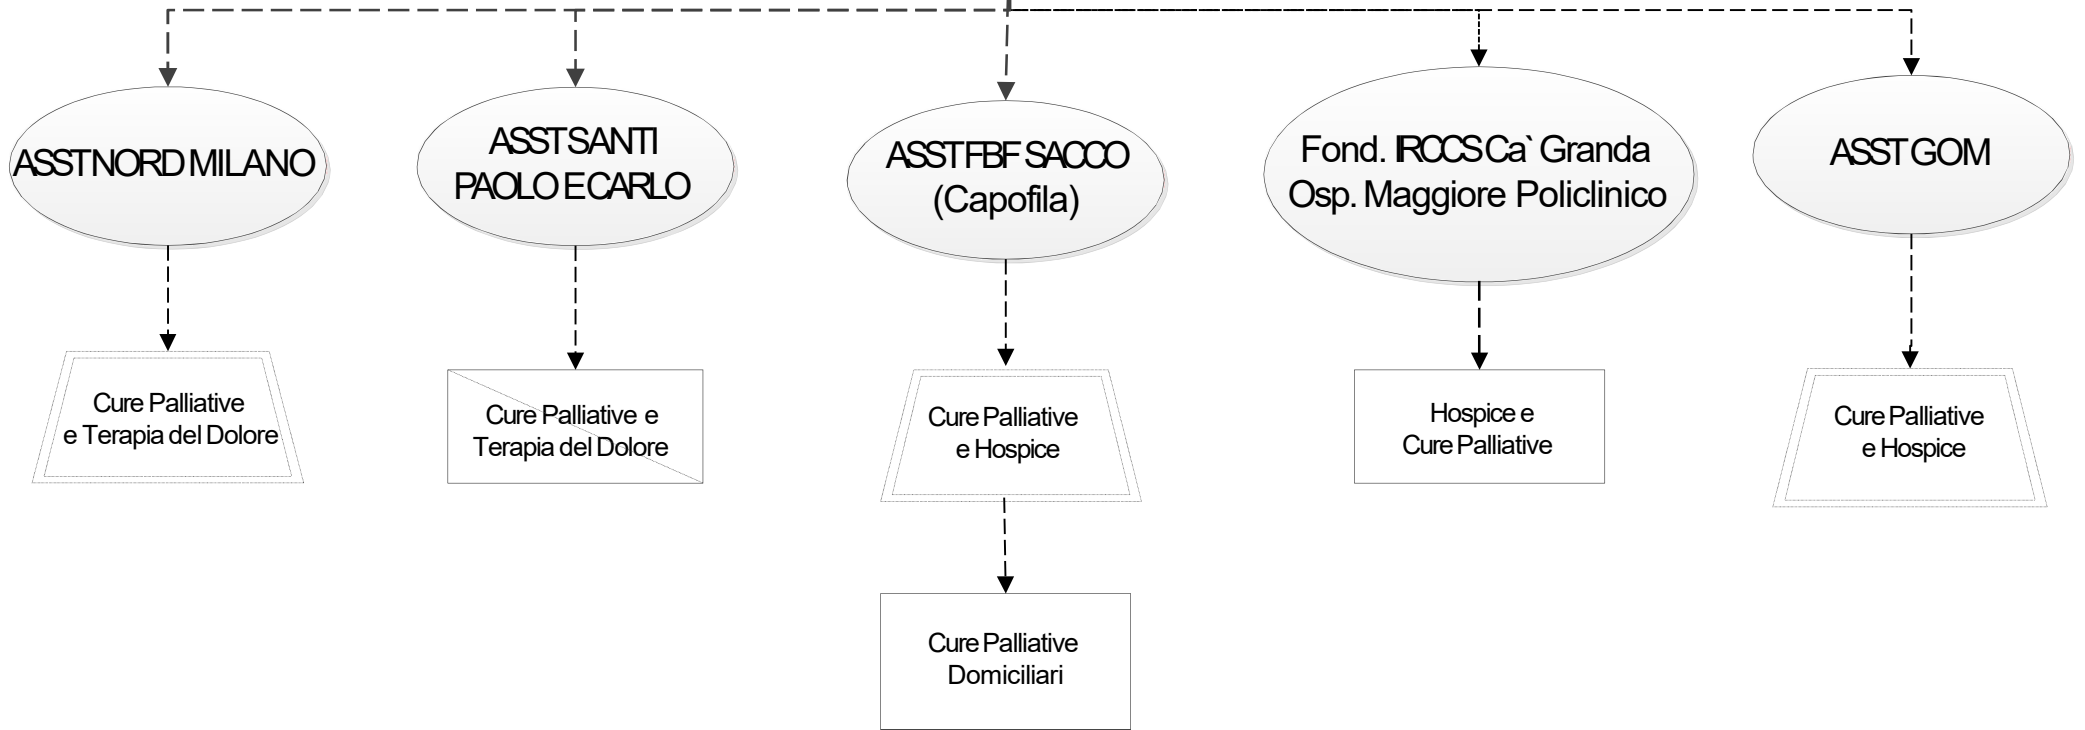 ASST NORD MILANO
ASST SANTI
PAOLO E CARLO
ASST FBF SACCO
(Capofila)
Fond. IRCCS Ca` Granda
Osp. Maggiore Policlinico
ASST GOM
Cure Palliative
e Terapia del Dolore
Cure Palliative e
Terapia del Dolore
Cure Palliative
e Hospice
Hospice e
Cure Palliative
Cure Palliative
e Hospice
Cure Palliative
Domiciliari